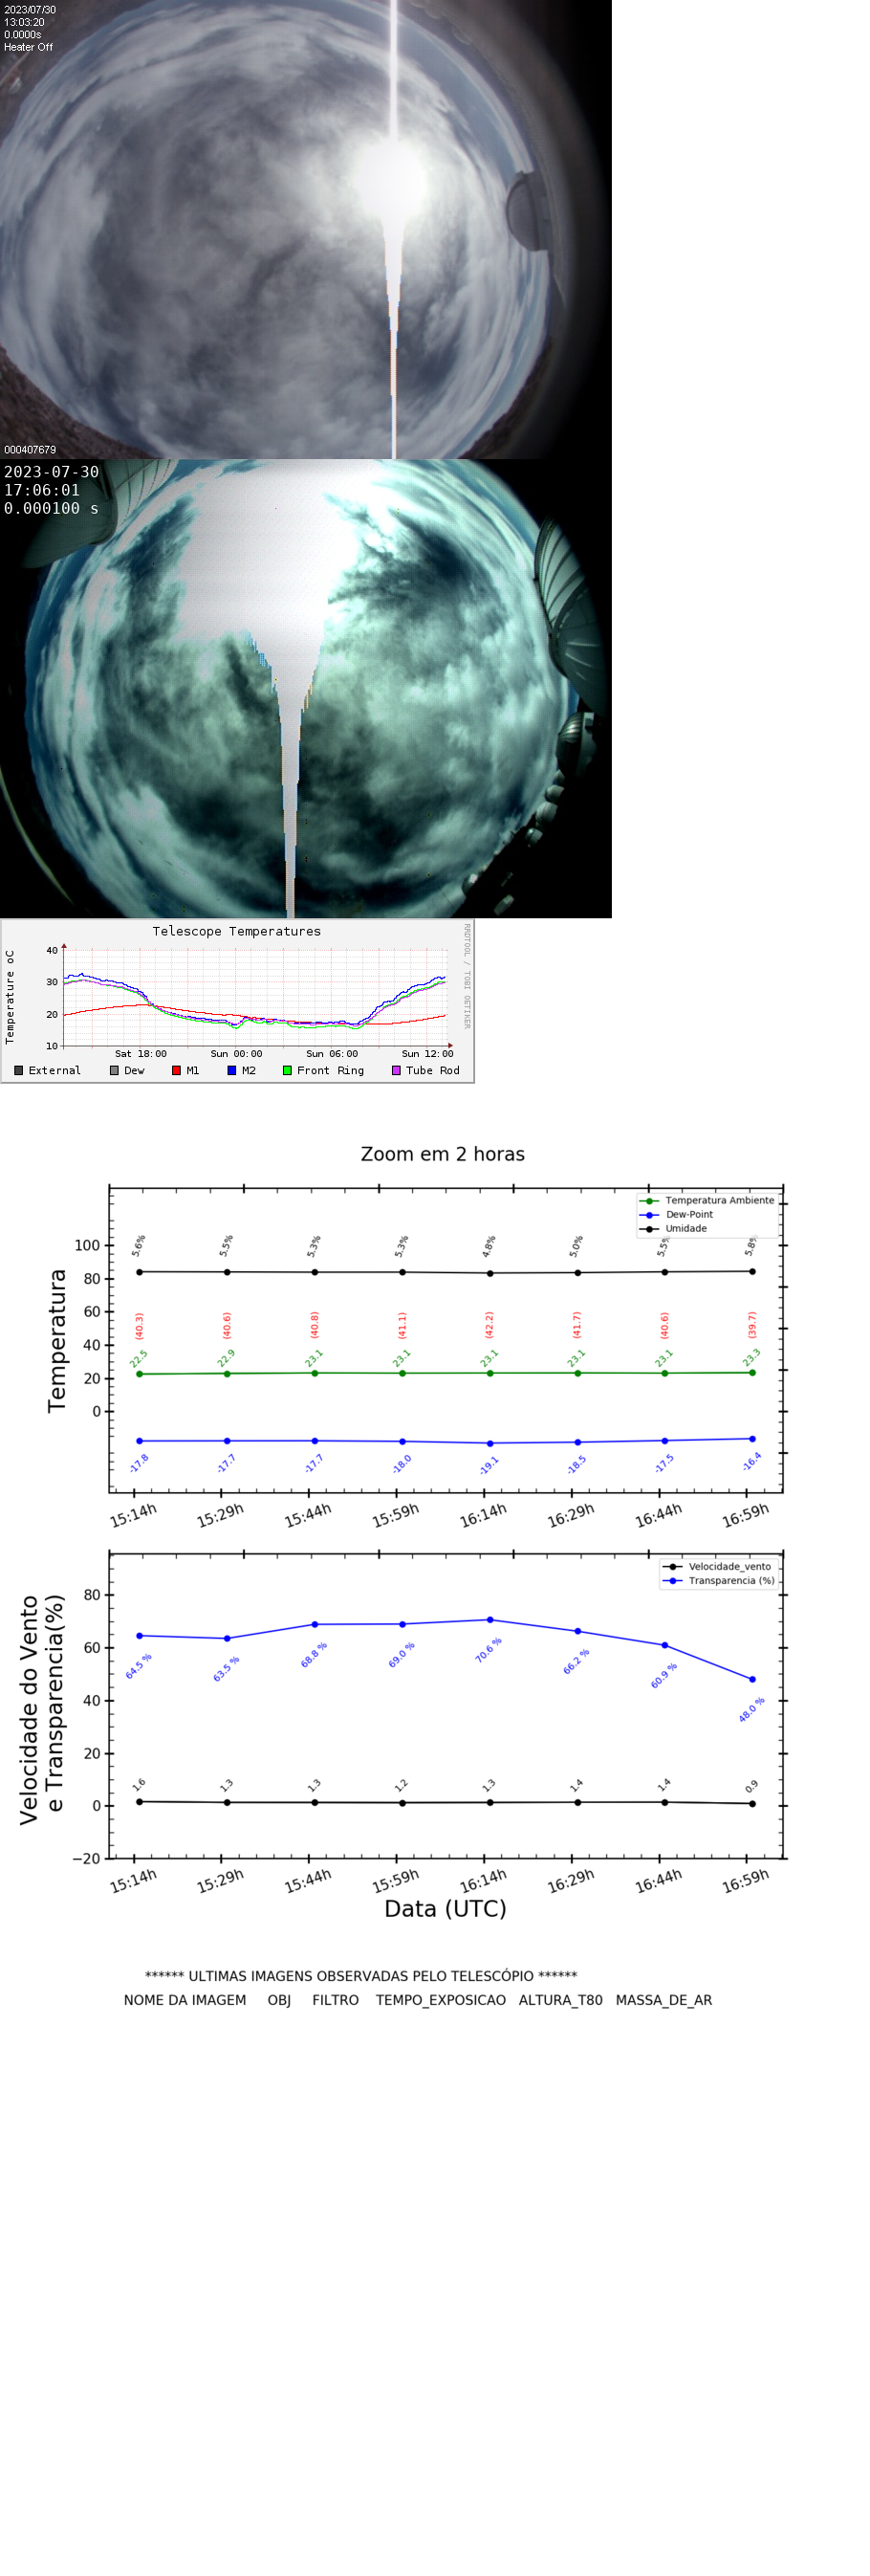 2023/07/30
13:03:20
0.0000s
Heater Off
000407679
2023-07-30
17:06:01
0.000100 s
Telescope Temperatures
RRDTOOL / TOBI OETIKER
Temperature oC
40
30
20
10
Sat 18:00 Sun 00:00 Sun 06:00 Sun 12:00
External Dew M1 M2 Front Ring Tube Rod
Zoom em 2 horas
Temperatura Ambiente
Dew-Point
Umidade
Temperatura
100
80
60
40
20
0
5.6% 5.5% 5.3% 5.3% 4.8% 5.0% 5.5% 5.8%
(40.3) (40.6) (40.8) (41.1) (42.2) (41.7) (40.6) (39.7)
22.5 22.9 23.1 23.1 23.1 23.1 23.1 23.3
-17.8 -17.7 -17.7 -18.0 -19.1 -18.5 -17.5 -16.4
15:14h 15:29h 15:44h 15:59h 16:14h 16:29h 16:44h 16:59h
Velocidade_vento
Transparencia (%)
Velocidade do Vento
e Transparencia(%)
80
60
40
20
0
−20
64.5 % 63.5 % 68.8 % 69.0 % 70.6 % 66.2 % 60.9 % 48.0 %
1.6 1.3 1.3 1.2 1.3 1.4 1.4 0.9
15:14h 15:29h 15:44h 15:59h 16:14h 16:29h 16:44h 16:59h
Data (UTC)
****** ULTIMAS IMAGENS OBSERVADAS PELO TELESCÓPIO ******
NOME DA IMAGEM OBJ FILTRO TEMPO_EXPOSICAO ALTURA_T80 MASSA_DE_AR